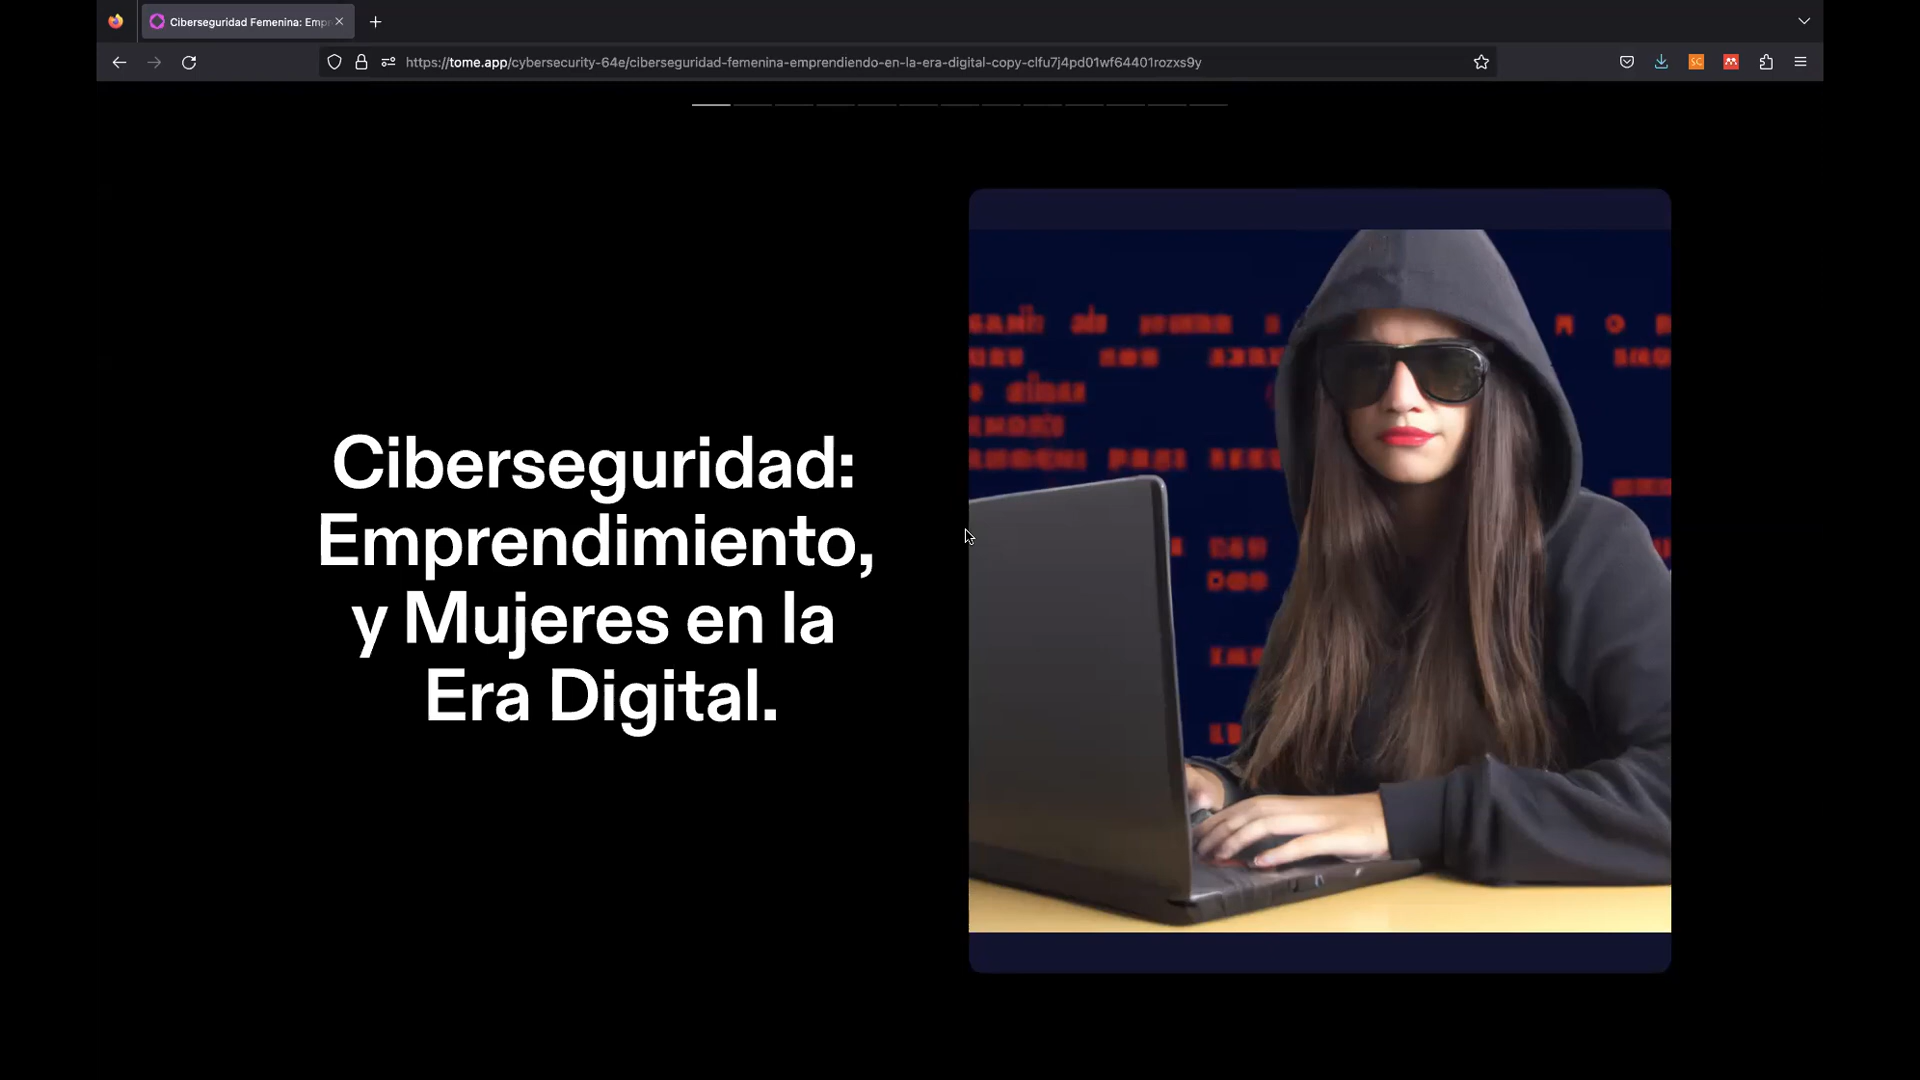 Ciberseguridad Femenina: Emp
https://tome.app/cybersecurity-64e/ciberseguridad-femenina-emprendiendo-en-la-era-digital-copy-clfu7j4pd01wf64401rozxs9y
SC
Ciberseguridad:
Emprendimiento,
y Mujeres en la
Era Digital.